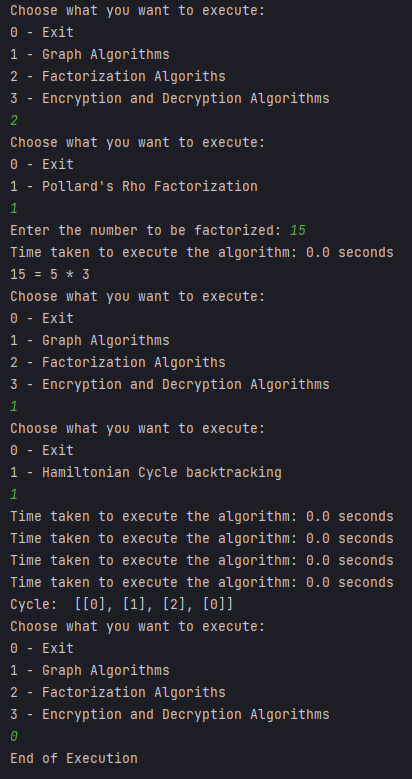 Choose what you want to execute:
0 - Exit
1 - Graph Algorithms
2 - Factorization Algoriths
3 - Encryption and Decryption Algorithms
2
Choose what you want to execute:
0 - Exit
1 - Pollard's Rho Factorization
1
Enter the number to be factorized: 15
Time taken to execute the algorithm: 0.0 seconds
15 = 5 * 3
Choose what you want to execute:
0 - Exit
1 - Graph Algorithms
2 - Factorization Algoriths
3 - Encryption and Decryption Algorithms
1
Choose what you want to execute:
0 - Exit
1 - Hamiltonian Cycle backtracking
1
Time taken to execute the algorithm: 0.0 seconds
Time taken to execute the algorithm: 0.0 seconds
Time taken to execute the algorithm: 0.0 seconds
Time taken to execute the algorithm: 0.0 seconds
Cycle:  [[0], [1], [2], [0]]
Choose what you want to execute:
0 - Exit
1 - Graph Algorithms
2 - Factorization Algoriths
3 - Encryption and Decryption Algorithms
0
End of Execution